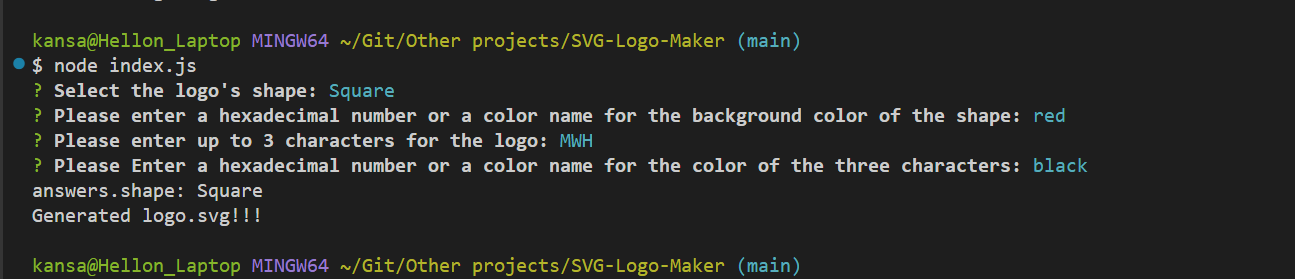 kansa@Hellon_Laptop MINGW64 ~/Git/Other projects/SVG-Logo-Maker (main)
$ node index.js
? Select the logo's shape: Square
? Please enter a hexadecimal number or a color name for the background color of the shape: red
? Please enter up to 3 characters for the logo: MWH
? Please Enter a hexadecimal number or a color name for the color of the three characters: black
answers.shape: Square
Generated logo.svg!!!
kansa@Hellon_Laptop MINGW64 ~/Git/Other projects/SVG-Logo-Maker (main)